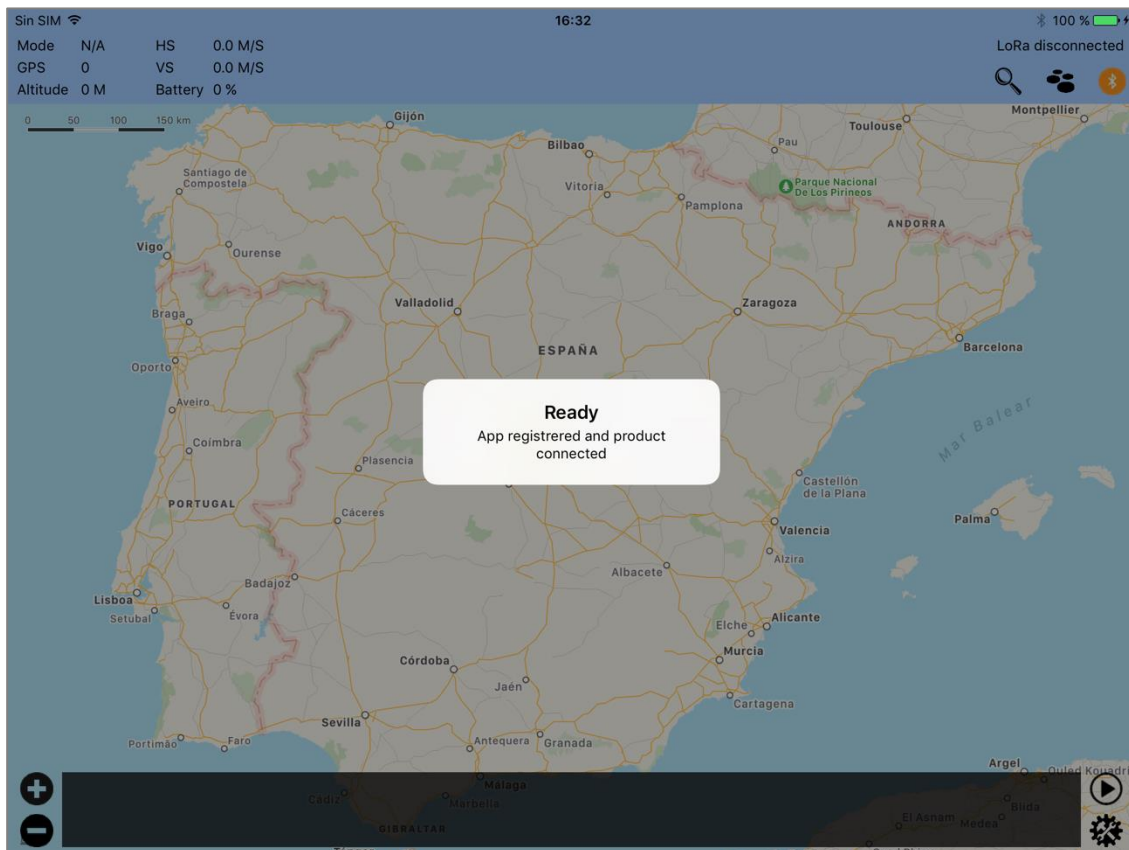 Sin SIM
16:32
100 %
Mode N/A HS 0.0 M/S
LoRa disconnected
GPS 0 VS 0.0 M/S
Altitude 0 M Battery 0 %
0 50 100 150 km
Gijón
Montpellier
Toulouse
Bilbao
Pau
Santiago de
Compostela
Vitoria
Parque Nacional
De Los Pirineos
Pamplona
ANDORRA
Vigo
Ourense
Valladolid
Zaragoza
Braga
ESPAÑA
Barcelona
Oporto
Aveiro
Ready
App registrered and product
connected
Mar Balear
Coímbra
Plasencia
Castellón
de la Plana
PORTUGAL
Cáceres
Palma
Valencia
Alzira
Albacete
Badajoz
Lisboa
Setubal
Évora
Elche
Alicante
Murcia
Córdoba
Jaén
Cartagena
Sevilla
Portimão
Faro
Antequera
Granada
Argel
Ouled Kouadri
Malaga
Cádiz
Marbella
Blida
El Asnam
Medea
GIBRALTAR